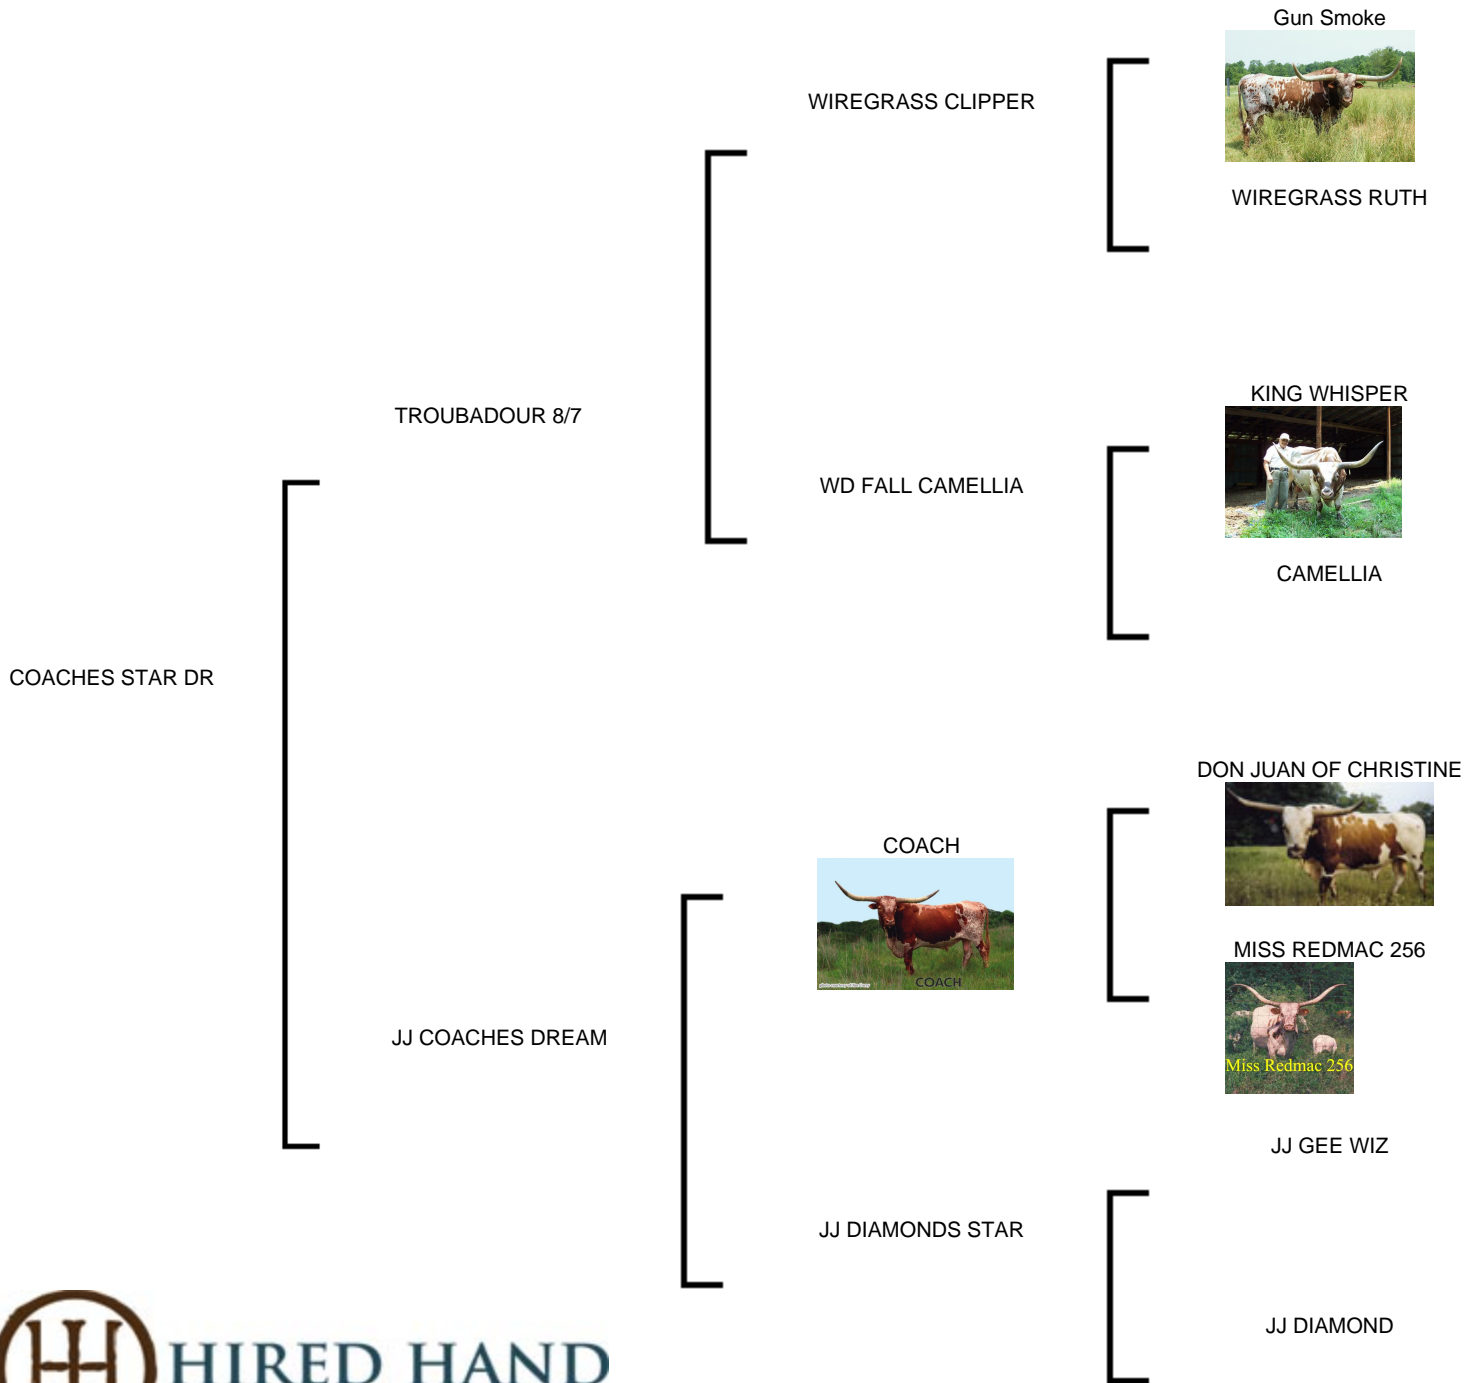 Gun Smoke
WIREGRASS CLIPPER
WIREGRASS RUTH
TROUBADOUR 8/7
KING WHISPER
WD FALL CAMELLIA
CAMELLIA
COACHES STAR DR
DON JUAN OF CHRISTINE
COACH
COACH
MISS REDMAC 256
Miss Redmac 256
JJ COACHES DREAM
JJ GEE WIZ
JJ DIAMONDS STAR
JJ DIAMOND
HIRED HAND